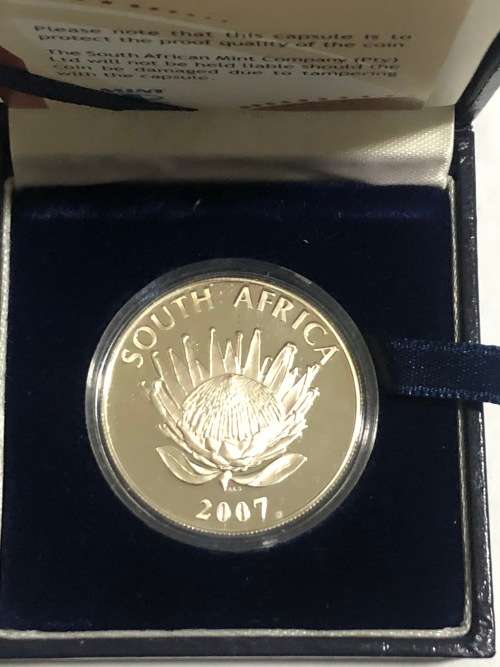 Please note that this capsule is to
protect the proof quality of the coin
The South African Mint Company (Pty)
Ltd will not be held liable should the
coin be damaged due to tampering
with the capsule.
MINT
SOUTH AFRICA
2007